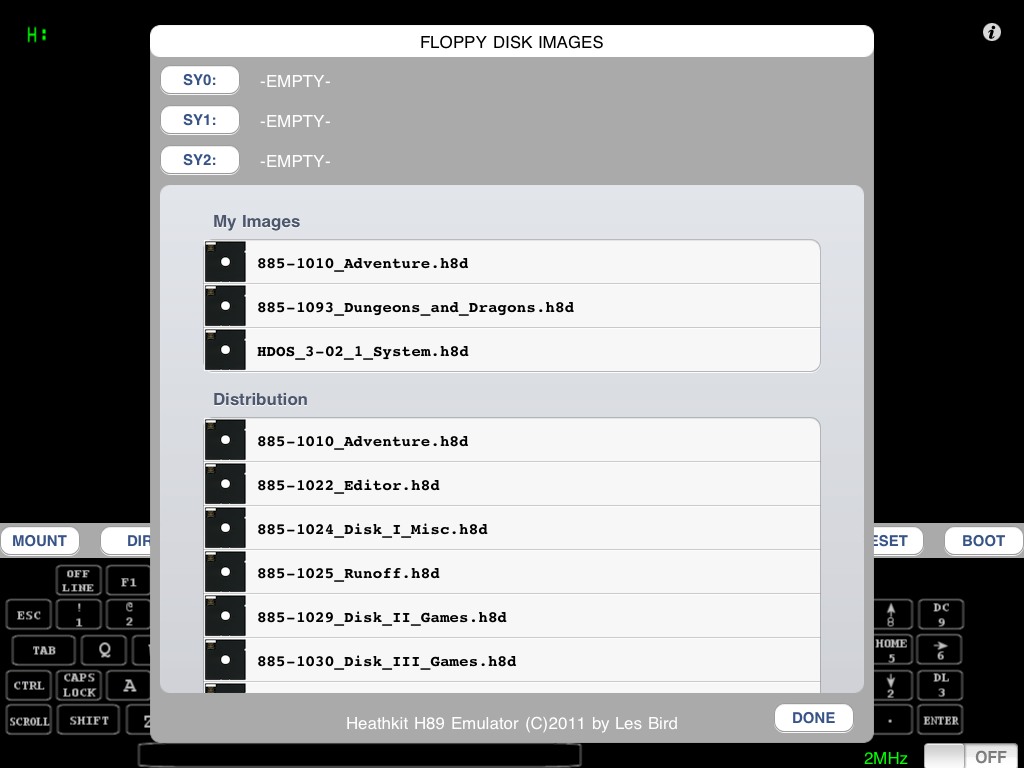 H:
FLOPPY DISK IMAGES
i
SY0: -EMPTY-
SY1: -EMPTY-
SY2: -EMPTY-
My Images
885-1010_Adventure.h8d
885-1093_Dungeons_and_Dragons.h8d
HDOS_3-02_1_System.h8d
Distribution
885-1010_Adventure.h8d
885-1022_Editor.h8d
885-1024_Disk_I_Misc.h8d
885-1025_Runoff.h8d
885-1029_Disk_II_Games.h8d
885-1030_Disk_III_Games.h8d
MOUNT DIR ESET BOOT
OFF LINE F1
ESC ! 1 @ 2 8 DC 9
TAB Q HOME 5 6
CTRL CAPS LOCK A 2 DL 3
SCROLL SHIFT Z . ENTER
Heathkit H89 Emulator (C)2011 by Les Bird DONE
2MHz OFF